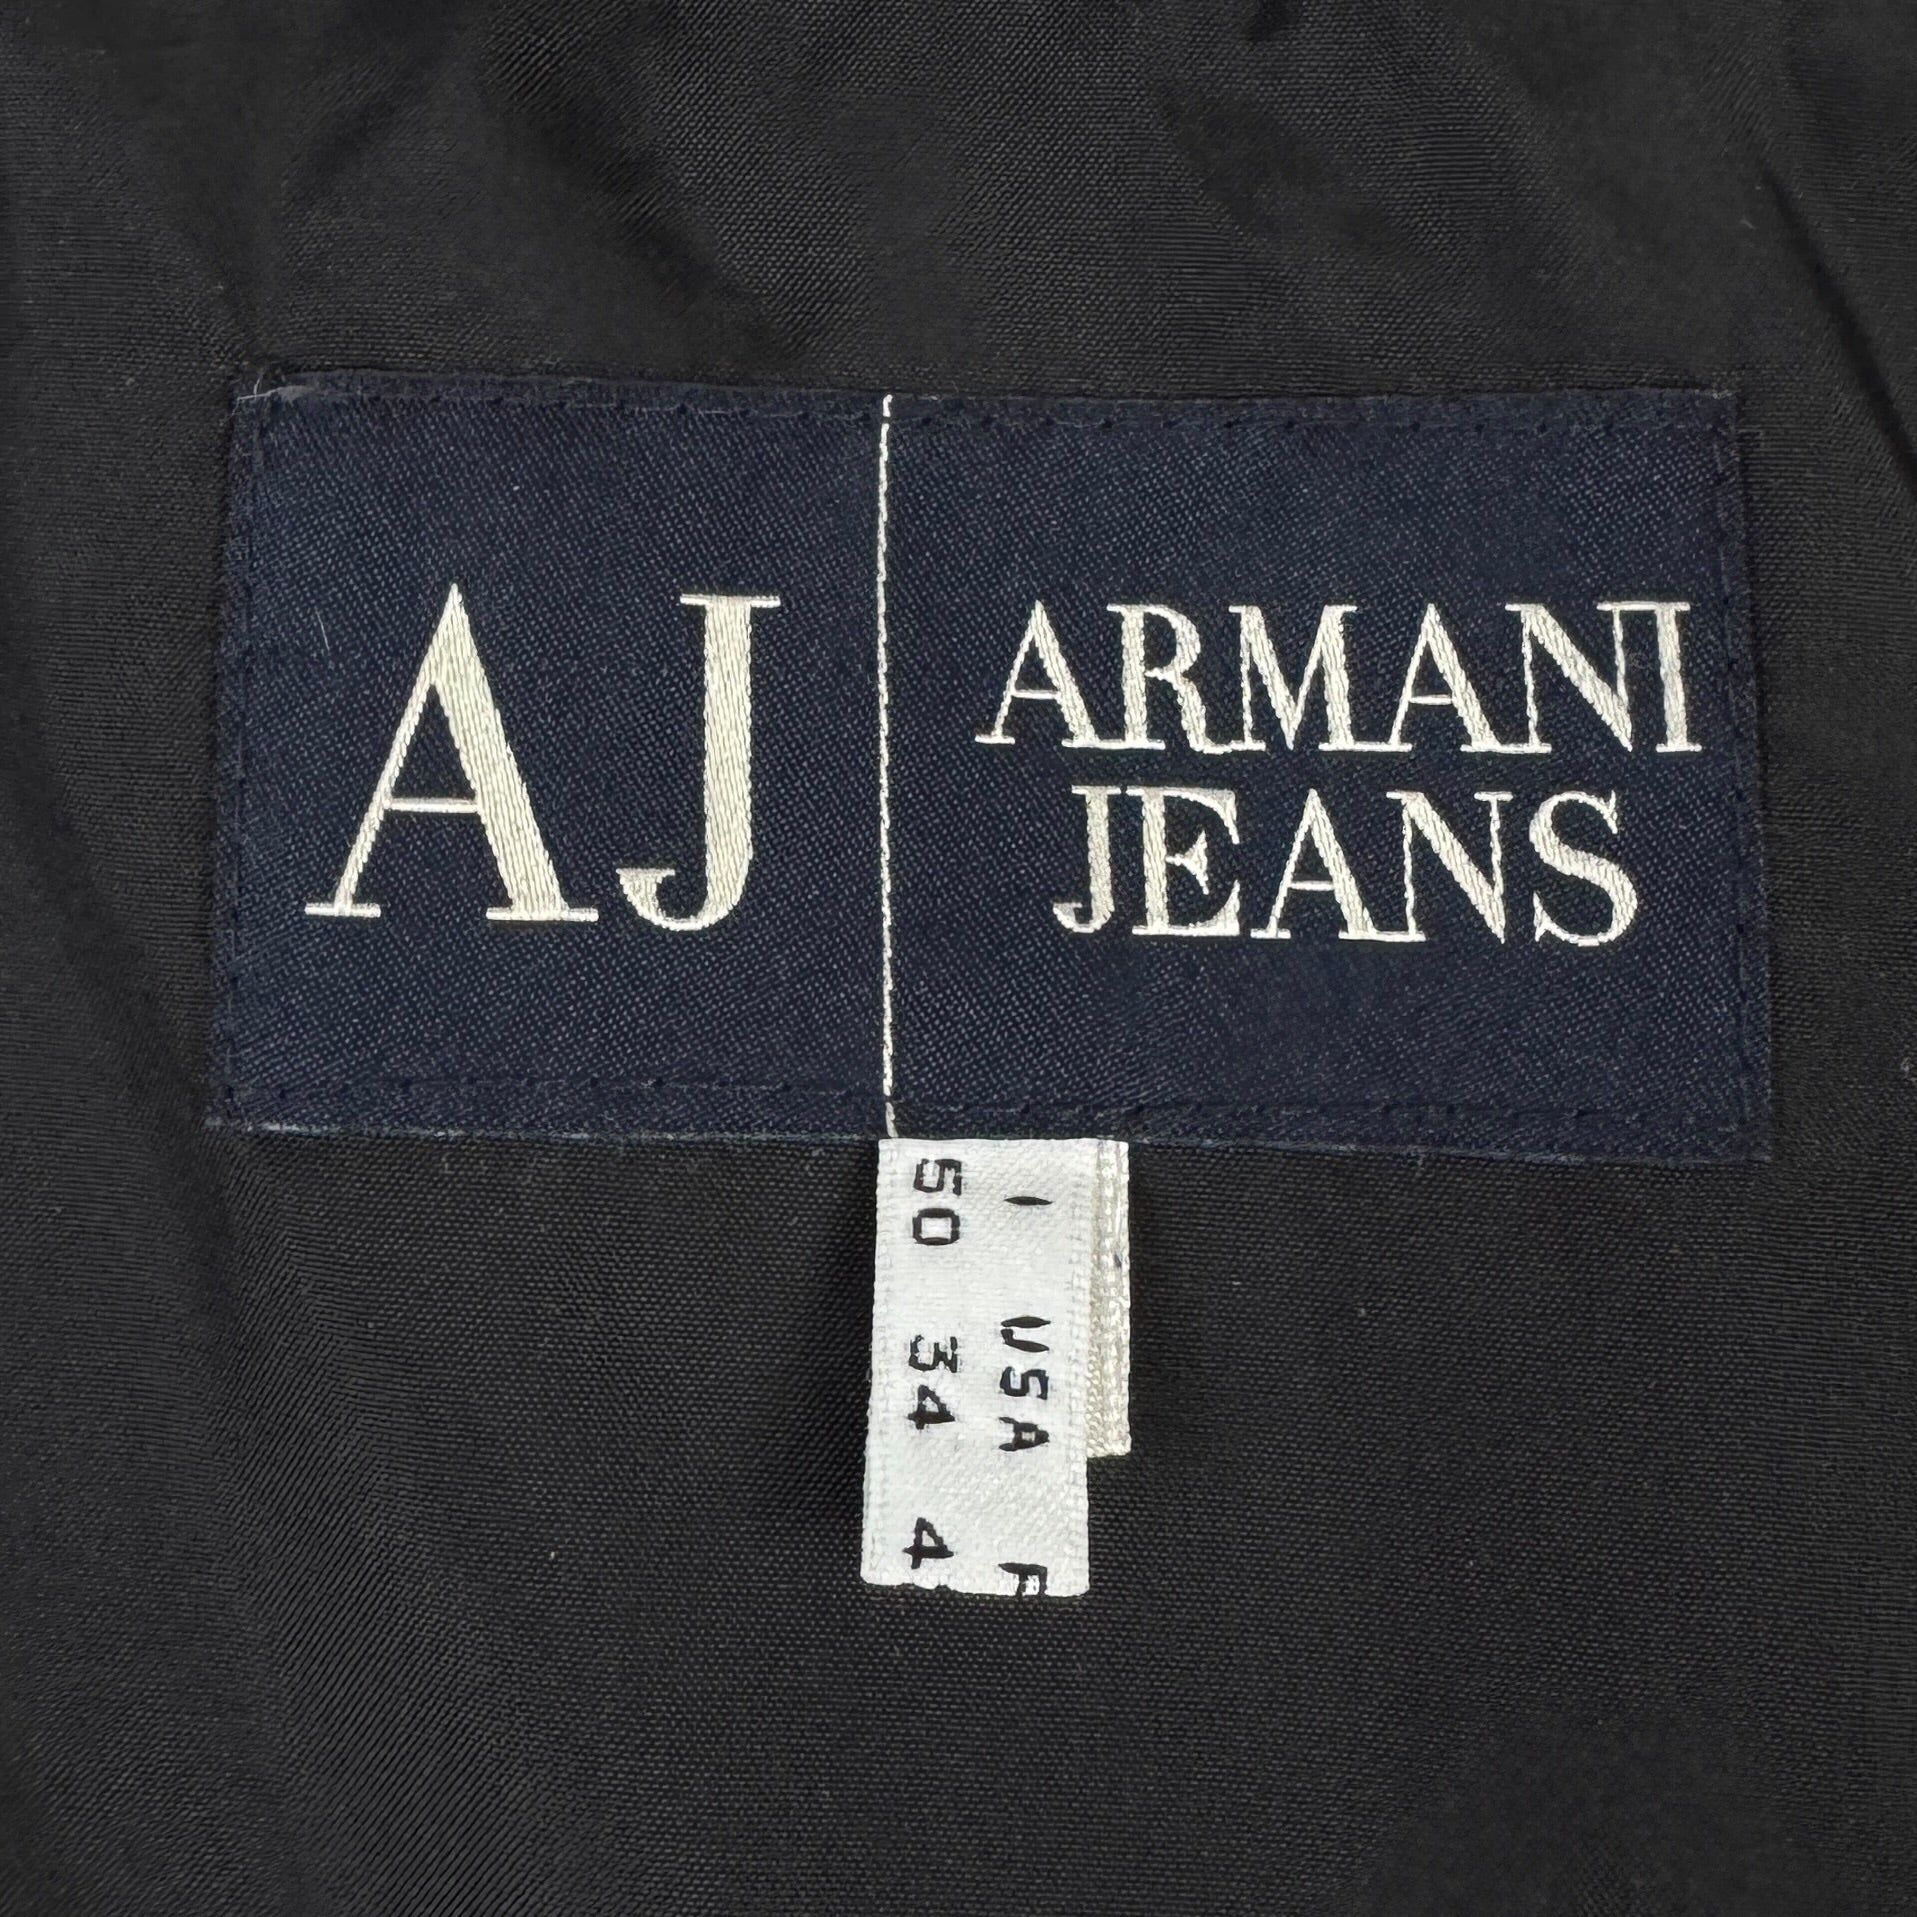 AJ
ARMANI
JEANS
I USA F
50 34 4